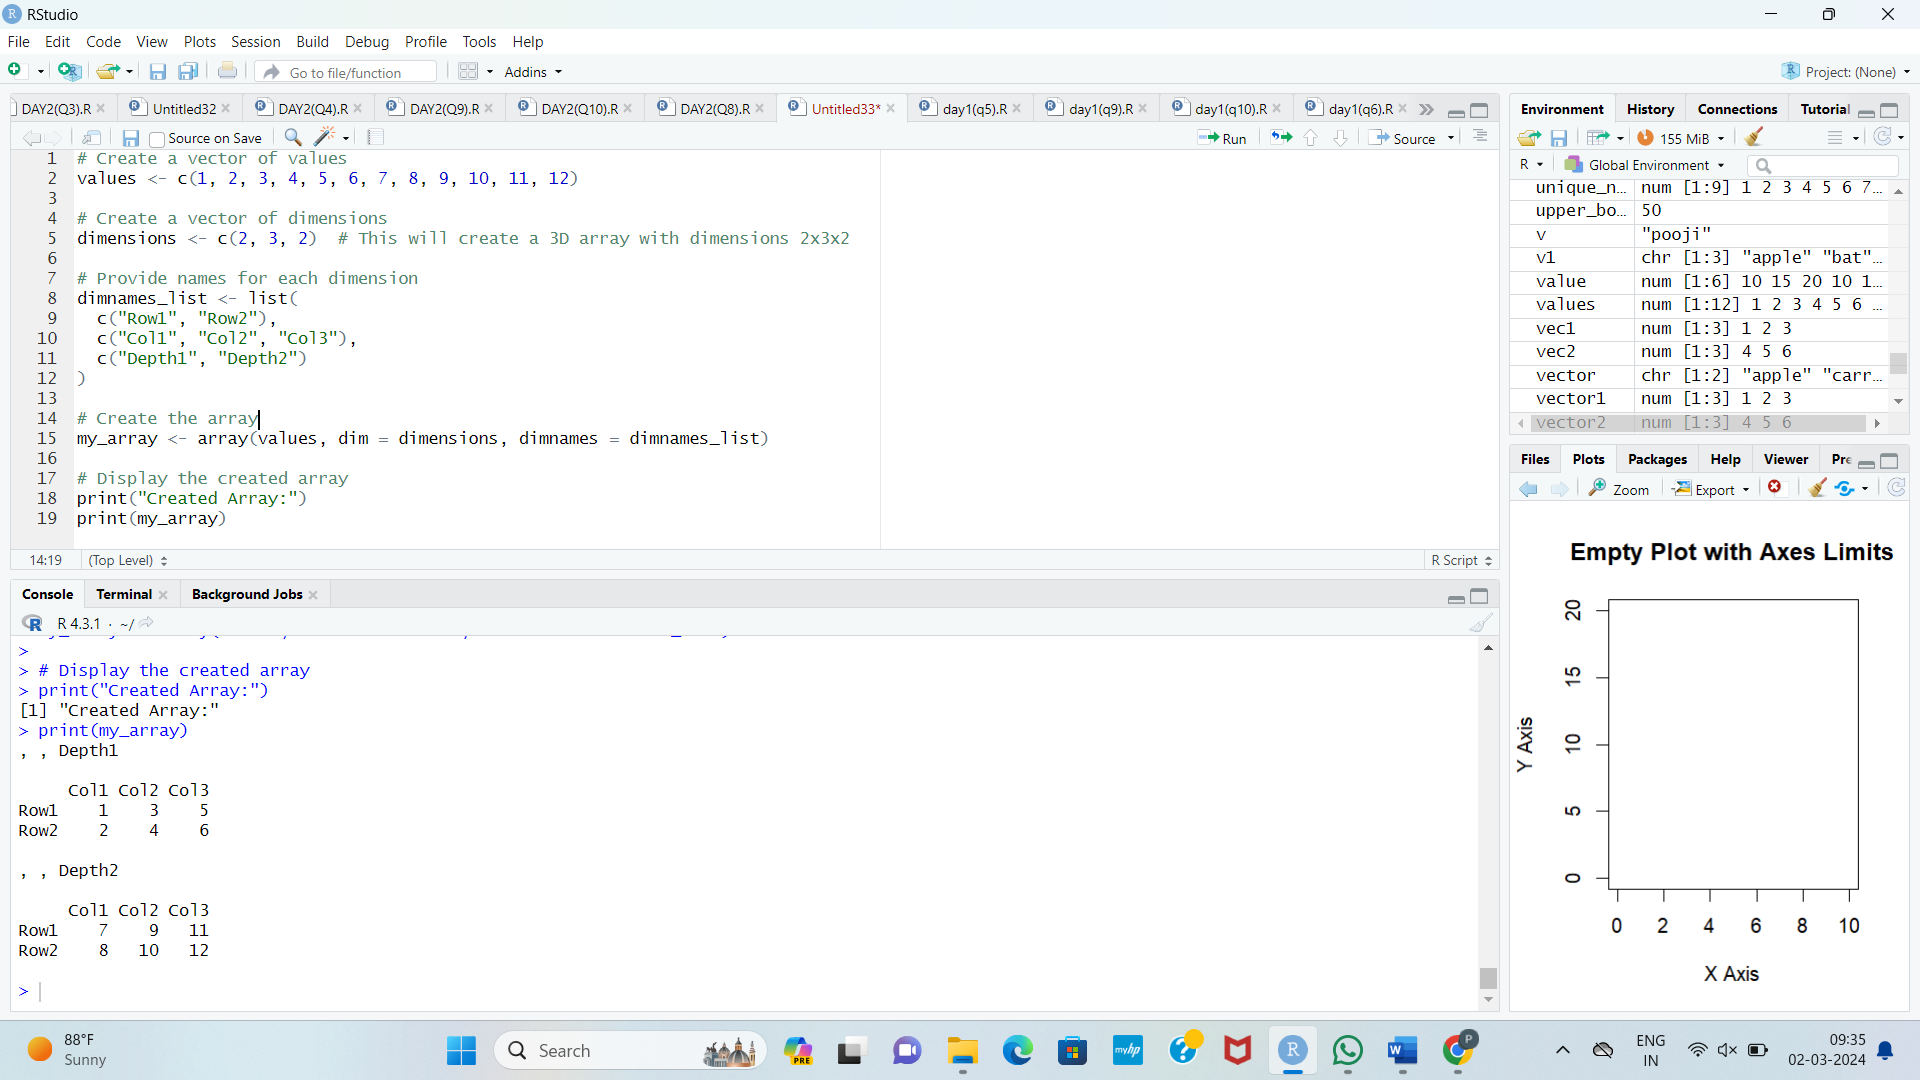 RStudio
File Edit Code View Plots Session Build Debug Profile Tools Help
Go to file/function Addins Project: (None)
DAY2(Q3).R Untitled32 DAY2(Q4).R DAY2(Q9).R DAY2(Q10).R DAY2(Q8).R Untitled33* day1(q5).R day1(q9).R day1(q10).R day1(q6).R
Source on Save Run Source
1 # Create a vector of values
2 values <- c(1, 2, 3, 4, 5, 6, 7, 8, 9, 10, 11, 12)
3
4 # Create a vector of dimensions
5 dimensions <- c(2, 3, 2)  # This will create a 3D array with dimensions 2x3x2
6
7 # Provide names for each dimension
8 dimnames_list <- list(
9   c("Row1", "Row2"),
10   c("Col1", "Col2", "Col3"),
11   c("Depth1", "Depth2")
12 )
13
14 # Create the array
15 my_array <- array(values, dim = dimensions, dimnames = dimnames_list)
16
17 # Display the created array
18 print("Created Array:")
19 print(my_array)
14:19 (Top Level) R Script
Console Terminal Background Jobs
R 4.3.1 · ~/
>
> # Display the created array
> print("Created Array:")
[1] "Created Array:"
> print(my_array)
, , Depth1
     Col1 Col2 Col3
Row1    1    3    5
Row2    2    4    6
, , Depth2
     Col1 Col2 Col3
Row1    7    9   11
Row2    8   10   12
>
Environment History Connections Tutorial
155 MiB
R Global Environment
unique_n… num [1:9] 1 2 3 4 5 6 7…
upper_bo… 50
v "pooji"
v1 chr [1:3] "apple" "bat"…
value num [1:6] 10 15 20 10 1…
values num [1:12] 1 2 3 4 5 6 …
vec1 num [1:3] 1 2 3
vec2 num [1:3] 4 5 6
vector chr [1:2] "apple" "carr…
vector1 num [1:3] 1 2 3
vector2 num [1:3] 4 5 6
Files Plots Packages Help Viewer Pre
Zoom Export
Empty Plot with Axes Limits
20
15
10
5
0
Y Axis
0 2 4 6 8 10
X Axis
88°F
Sunny
Search
PRE
myhp
R
P
ENG
IN
09:35
02-03-2024